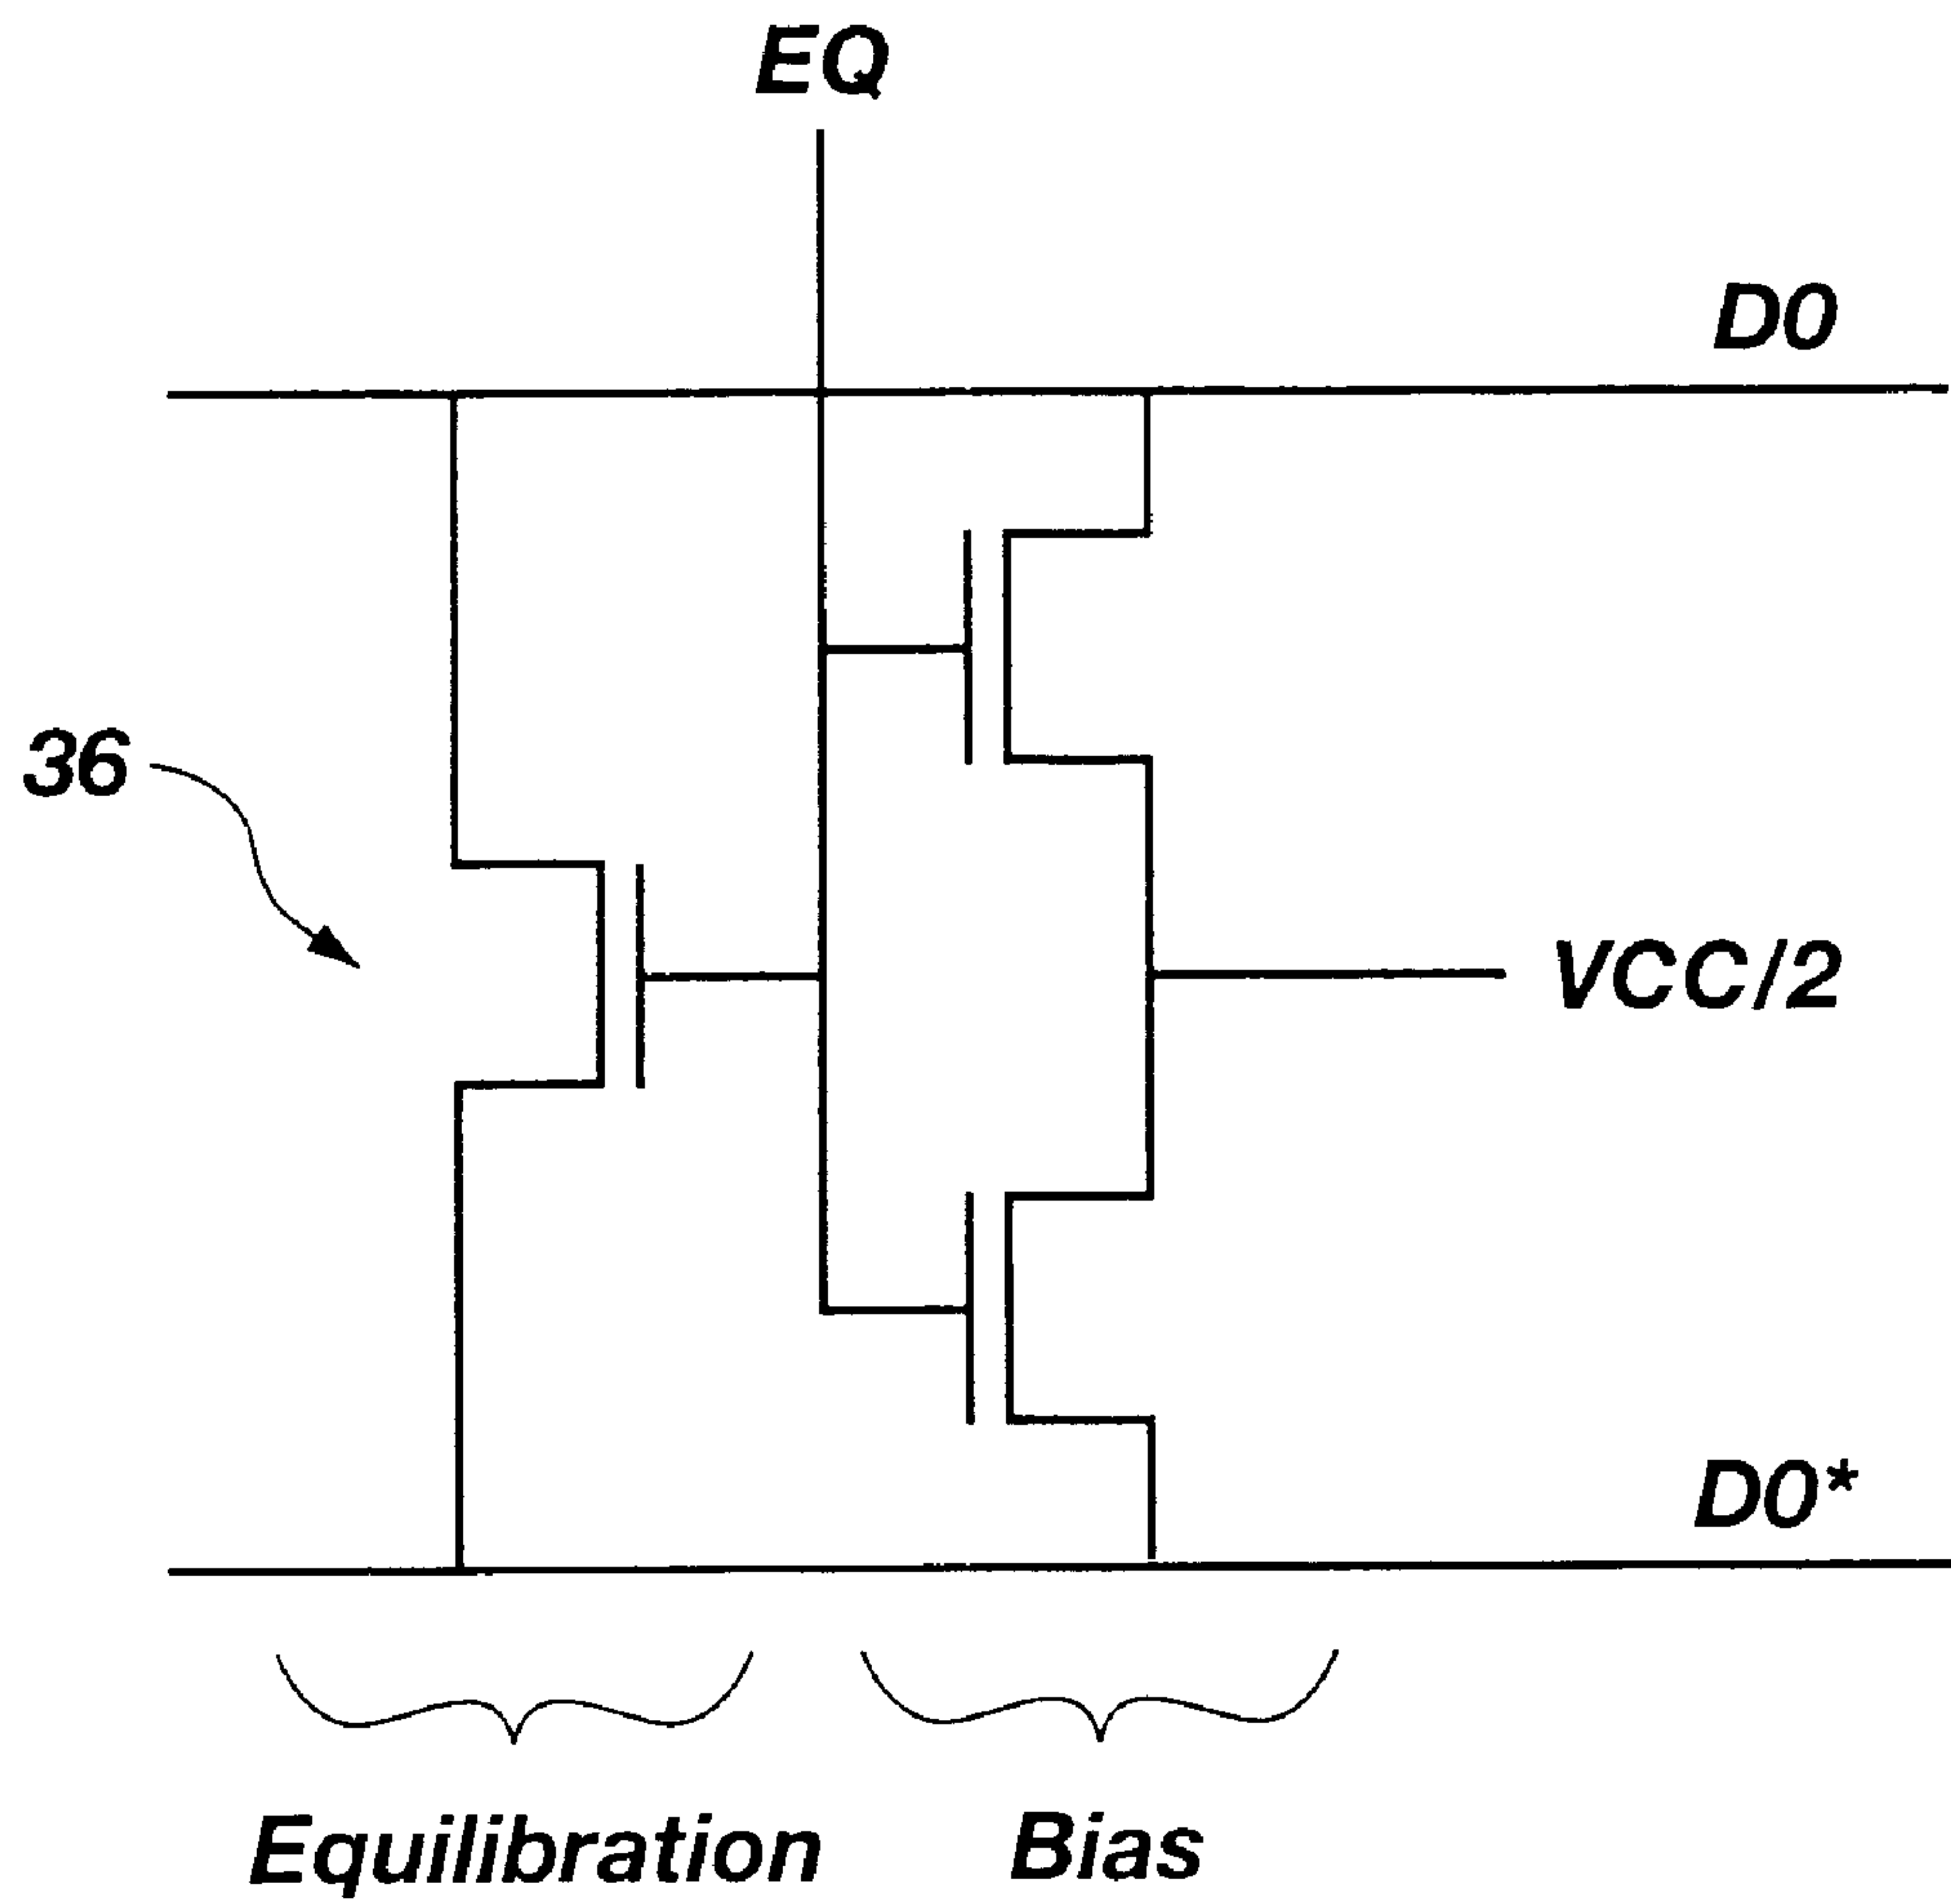 EQ
D0
36
VCC/2
D0*
Equilibration
Bias